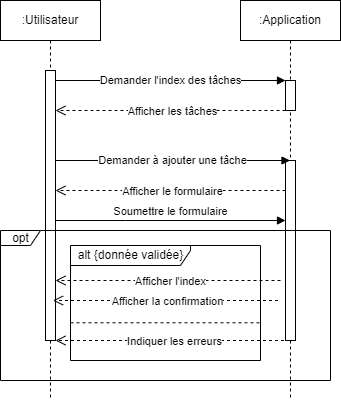 :Utilisateur
:Application
Demander l'index des tâches
Afficher les tâches
Demander à ajouter une tâche
Afficher le formulaire
Soumettre le formulaire
opt
alt {donnée validée}
Afficher l'index
Afficher la confirmation
Indiquer les erreurs